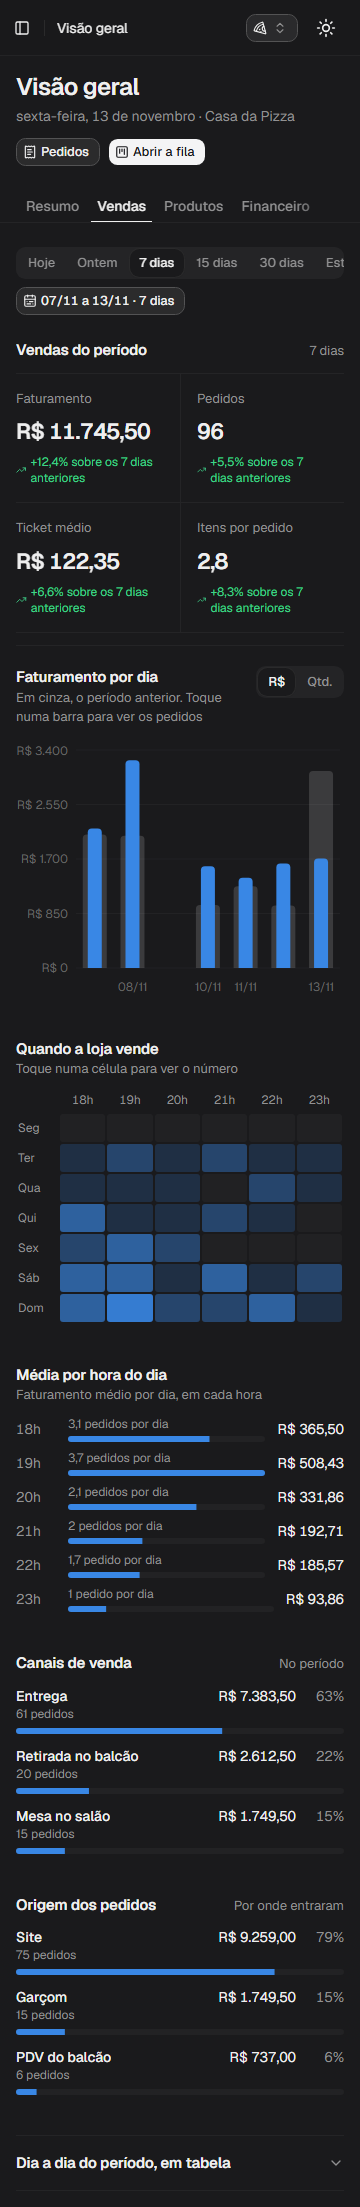 Visão geral
Visão geral
sexta-feira, 13 de novembro · Casa da Pizza
Pedidos
Abrir a fila
Resumo Vendas Produtos Financeiro
Hoje Ontem 7 dias 15 dias 30 dias Est
07/11 a 13/11 · 7 dias
Vendas do período 7 dias
Faturamento Pedidos
R$ 11.745,50 96
+12,4% sobre os 7 dias anteriores
+5,5% sobre os 7 dias anteriores
Ticket médio Itens por pedido
R$ 122,35 2,8
+6,6% sobre os 7 dias anteriores
+8,3% sobre os 7 dias anteriores
Faturamento por dia R$ Qtd.
Em cinza, o período anterior. Toque
numa barra para ver os pedidos
R$ 3.400
R$ 2.550
R$ 1.700
R$ 850
R$ 0
08/11 10/11 11/11 13/11
Quando a loja vende
Toque numa célula para ver o número
18h 19h 20h 21h 22h 23h
Seg
Ter
Qua
Qui
Sex
Sáb
Dom
Média por hora do dia
Faturamento médio por dia, em cada hora
18h 3,1 pedidos por dia R$ 365,50
19h 3,7 pedidos por dia R$ 508,43
20h 2,1 pedidos por dia R$ 331,86
21h 2 pedidos por dia R$ 192,71
22h 1,7 pedido por dia R$ 185,57
23h 1 pedido por dia R$ 93,86
Canais de venda No período
Entrega R$ 7.383,50 63%
61 pedidos
Retirada no balcão R$ 2.612,50 22%
20 pedidos
Mesa no salão R$ 1.749,50 15%
15 pedidos
Origem dos pedidos Por onde entraram
Site R$ 9.259,00 79%
75 pedidos
Garçom R$ 1.749,50 15%
15 pedidos
PDV do balcão R$ 737,00 6%
6 pedidos
Dia a dia do período, em tabela